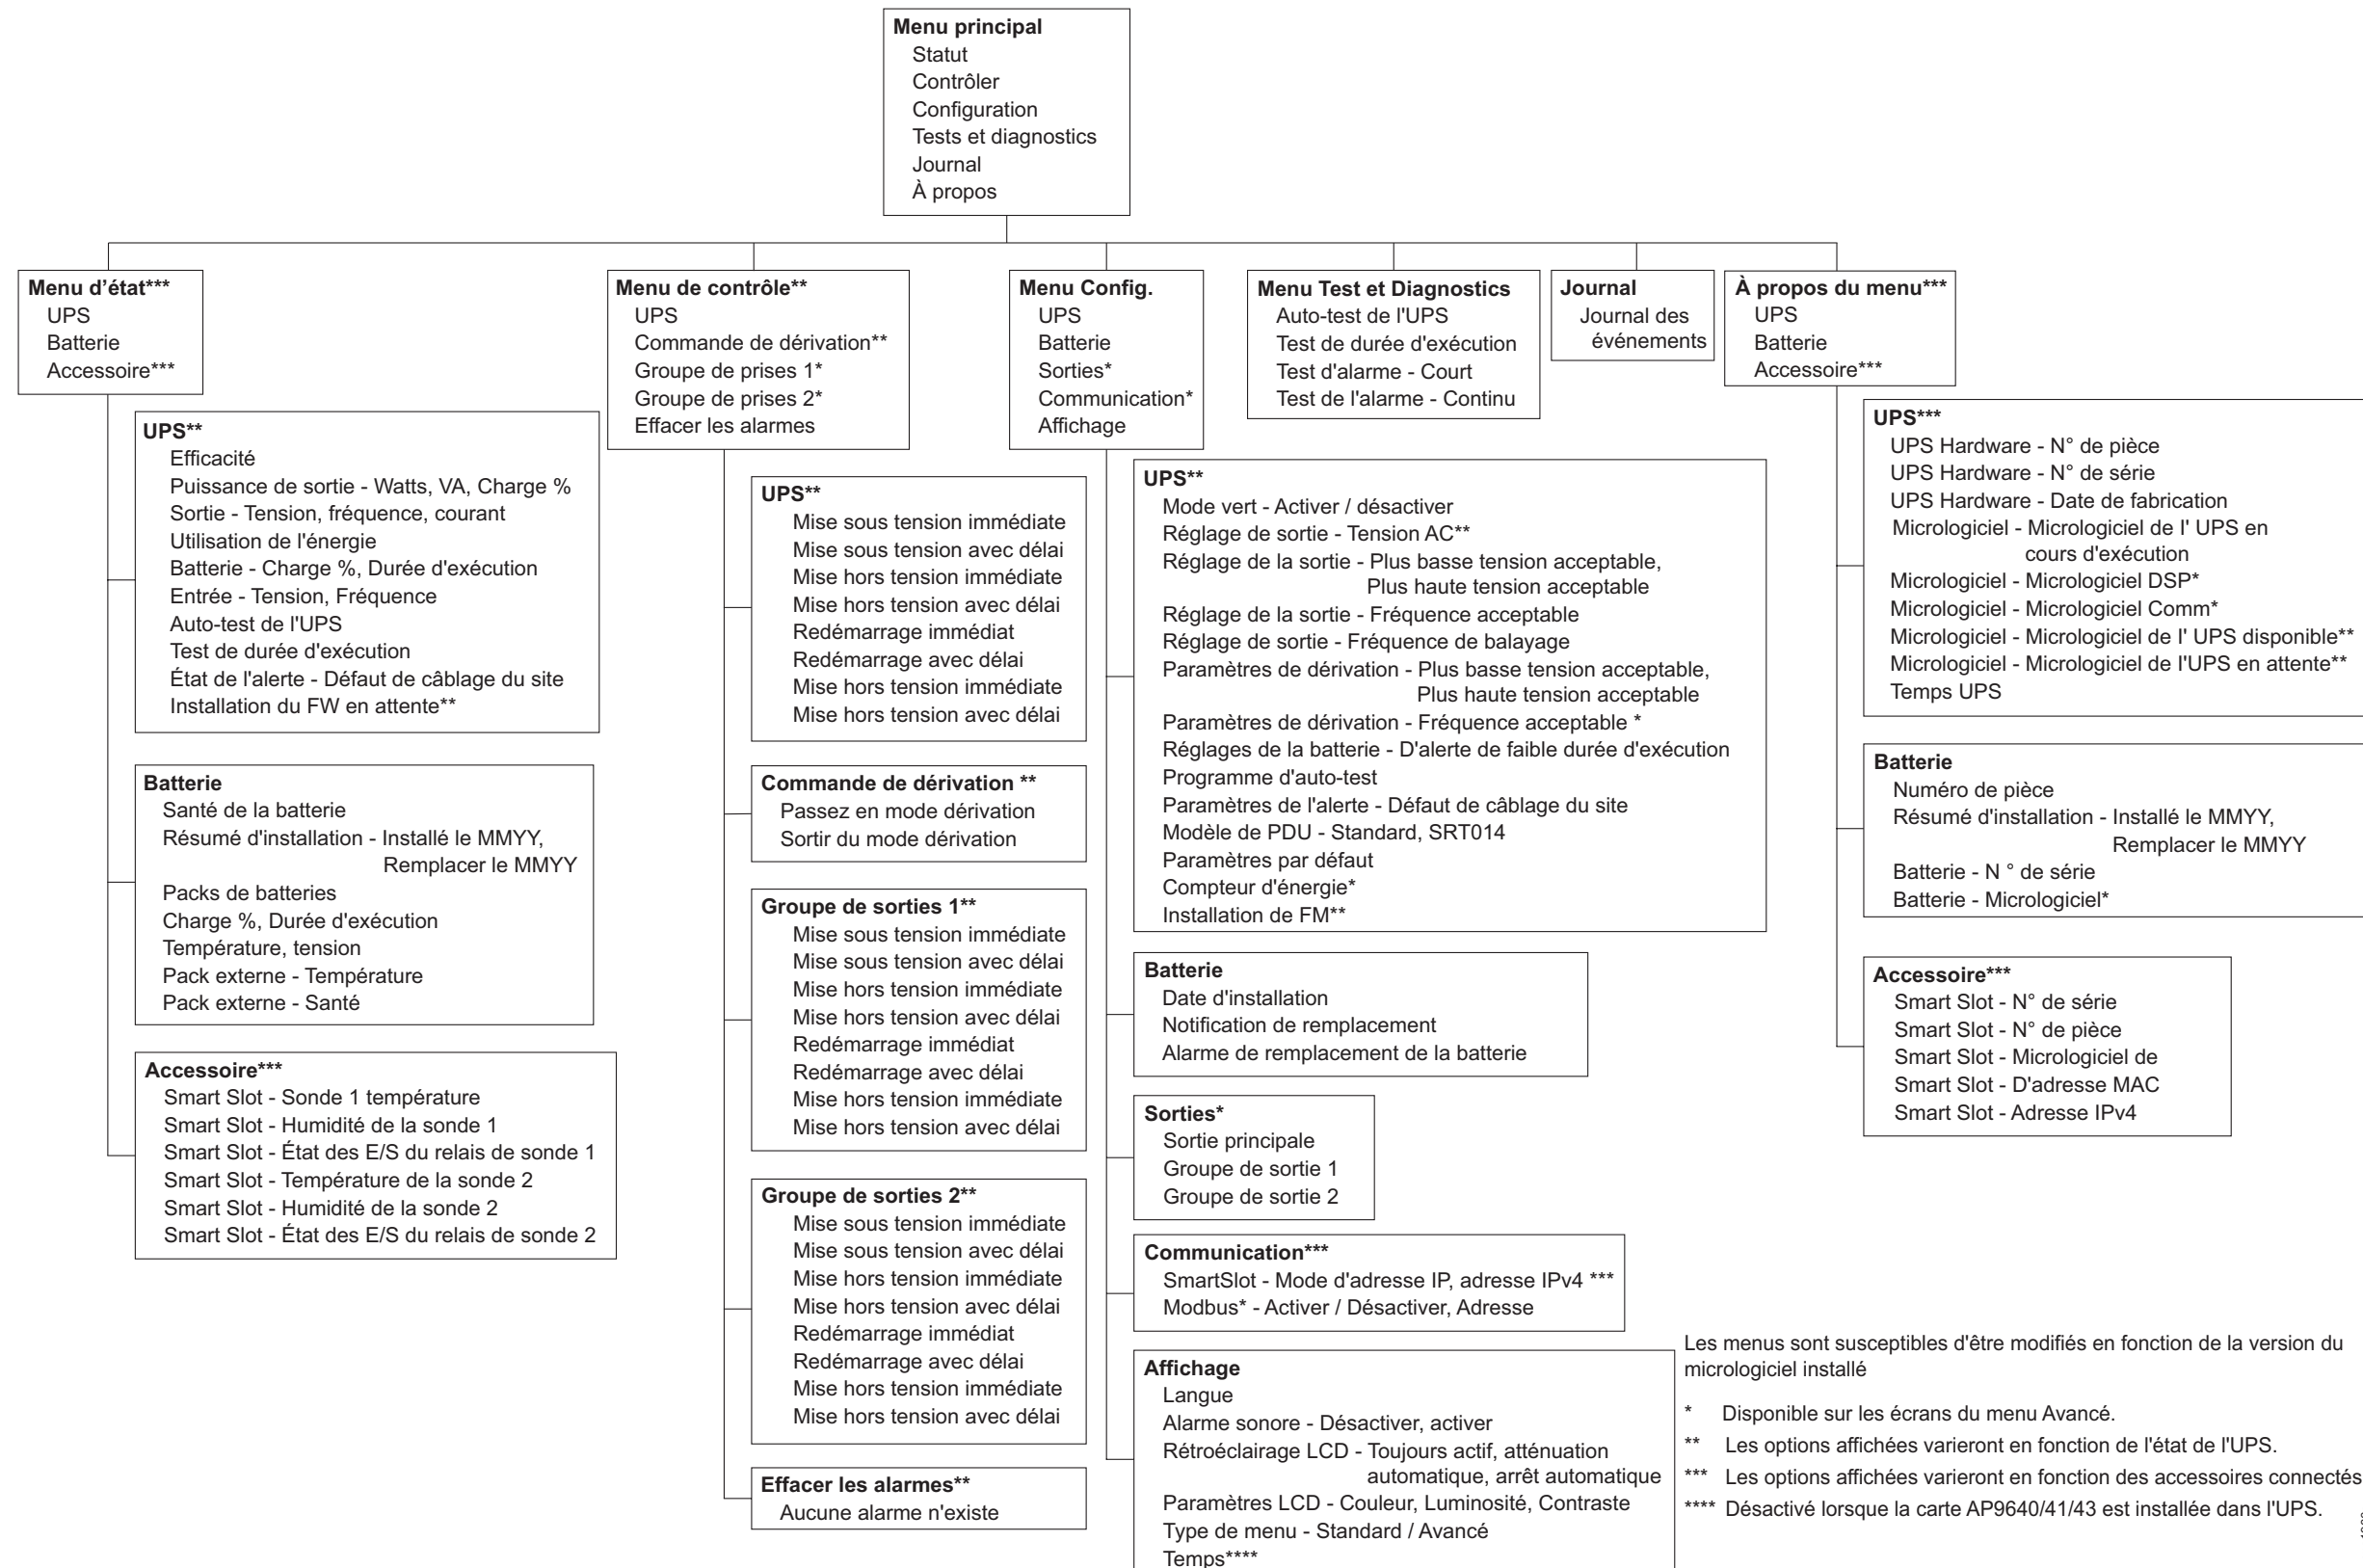 Menu principal
Statut
Contrôler
Configuration
Tests et diagnostics
Journal
À propos
Menu d'état***
UPS
Batterie
Accessoire***
UPS**
Efficacité
Puissance de sortie - Watts, VA, Charge %
Sortie - Tension, fréquence, courant
Utilisation de l'énergie
Batterie - Charge %, Durée d'exécution
Entrée - Tension, Fréquence
Auto-test de l'UPS
Test de durée d'exécution
État de l'alerte - Défaut de câblage du site
Installation du FW en attente**
Batterie
Santé de la batterie
Résumé d'installation - Installé le MMYY,
Remplacer le MMYY
Packs de batteries
Charge %, Durée d'exécution
Température, tension
Pack externe - Température
Pack externe - Santé
Accessoire***
Smart Slot - Sonde 1 température
Smart Slot - Humidité de la sonde 1
Smart Slot - État des E/S du relais de sonde 1
Smart Slot - Température de la sonde 2
Smart Slot - Humidité de la sonde 2
Smart Slot - État des E/S du relais de sonde 2
Menu de contrôle**
UPS
Commande de dérivation**
Groupe de prises 1*
Groupe de prises 2*
Effacer les alarmes
UPS**
Mise sous tension immédiate
Mise sous tension avec délai
Mise hors tension immédiate
Mise hors tension avec délai
Redémarrage immédiat
Redémarrage avec délai
Mise hors tension immédiate
Mise hors tension avec délai
Commande de dérivation **
Passez en mode dérivation
Sortir du mode dérivation
Groupe de sorties 1**
Mise sous tension immédiate
Mise sous tension avec délai
Mise hors tension immédiate
Mise hors tension avec délai
Redémarrage immédiat
Redémarrage avec délai
Mise hors tension immédiate
Mise hors tension avec délai
Groupe de sorties 2**
Mise sous tension immédiate
Mise sous tension avec délai
Mise hors tension immédiate
Mise hors tension avec délai
Redémarrage immédiat
Redémarrage avec délai
Mise hors tension immédiate
Mise hors tension avec délai
Effacer les alarmes**
Aucune alarme n'existe
Menu Config.
UPS
Batterie
Sorties*
Communication*
Affichage
UPS**
Mode vert - Activer / désactiver
Réglage de sortie - Tension AC**
Réglage de la sortie - Plus basse tension acceptable,
Plus haute tension acceptable
Réglage de la sortie - Fréquence acceptable
Réglage de sortie - Fréquence de balayage
Paramètres de dérivation - Plus basse tension acceptable,
Plus haute tension acceptable
Paramètres de dérivation - Fréquence acceptable *
Réglages de la batterie - D'alerte de faible durée d'exécution
Programme d'auto-test
Paramètres de l'alerte - Défaut de câblage du site
Modèle de PDU - Standard, SRT014
Paramètres par défaut
Compteur d'énergie*
Installation de FM**
Batterie
Date d'installation
Notification de remplacement
Alarme de remplacement de la batterie
Sorties*
Sortie principale
Groupe de sortie 1
Groupe de sortie 2
Communication***
SmartSlot - Mode d'adresse IP, adresse IPv4 ***
Modbus* - Activer / Désactiver, Adresse
Affichage
Langue
Alarme sonore - Désactiver, activer
Rétroéclairage LCD - Toujours actif, atténuation
automatique, arrêt automatique
Paramètres LCD - Couleur, Luminosité, Contraste
Type de menu - Standard / Avancé
Temps****
Menu Test et Diagnostics
Auto-test de l'UPS
Test de durée d'exécution
Test d'alarme - Court
Test de l'alarme - Continu
Journal
Journal des
événements
À propos du menu***
UPS
Batterie
Accessoire***
UPS***
UPS Hardware - N° de pièce
UPS Hardware - N° de série
UPS Hardware - Date de fabrication
Micrologiciel - Micrologiciel de l' UPS en
cours d'exécution
Micrologiciel - Micrologiciel DSP*
Micrologiciel - Micrologiciel Comm*
Micrologiciel - Micrologiciel de l' UPS disponible**
Micrologiciel - Micrologiciel de l'UPS en attente**
Temps UPS
Batterie
Numéro de pièce
Résumé d'installation - Installé le MMYY,
Remplacer le MMYY
Batterie - N ° de série
Batterie - Micrologiciel*
Accessoire***
Smart Slot - N° de série
Smart Slot - N° de pièce
Smart Slot - Micrologiciel de
Smart Slot - D'adresse MAC
Smart Slot - Adresse IPv4
Les menus sont susceptibles d'être modifiés en fonction de la version du
micrologiciel installé
* Disponible sur les écrans du menu Avancé.
** Les options affichées varieront en fonction de l'état de l'UPS.
*** Les options affichées varieront en fonction des accessoires connectés
**** Désactivé lorsque la carte AP9640/41/43 est installée dans l'UPS.